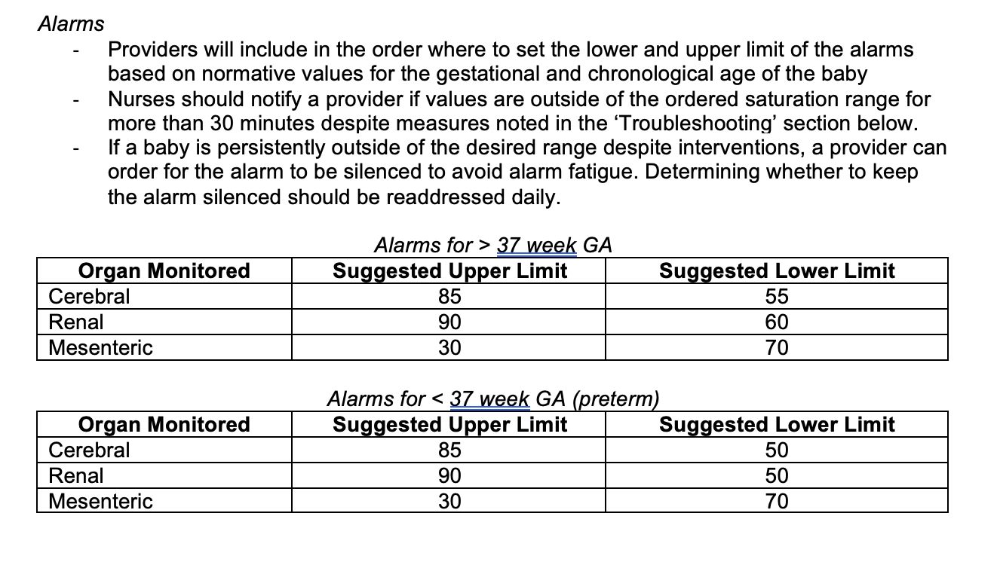 Alarms
- Providers will include in the order where to set the lower and upper limit of the alarms
based on normative values for the gestational and chronological age of the baby
- Nurses should notify a provider if values are outside of the ordered saturation range for
more than 30 minutes despite measures noted in the ‘Troubleshooting’ section below.
- If a baby is persistently outside of the desired range despite interventions, a provider can
order for the alarm to be silenced to avoid alarm fatigue. Determining whether to keep
the alarm silenced should be readdressed daily.
Alarms for > 37 week GA
Organ Monitored Suggested Upper Limit Suggested Lower Limit
Cerebral 85 55
Renal 90 60
Mesenteric 30 70
Alarms for < 37 week GA (preterm)
Organ Monitored Suggested Upper Limit Suggested Lower Limit
Cerebral 85 50
Renal 90 50
Mesenteric 30 70